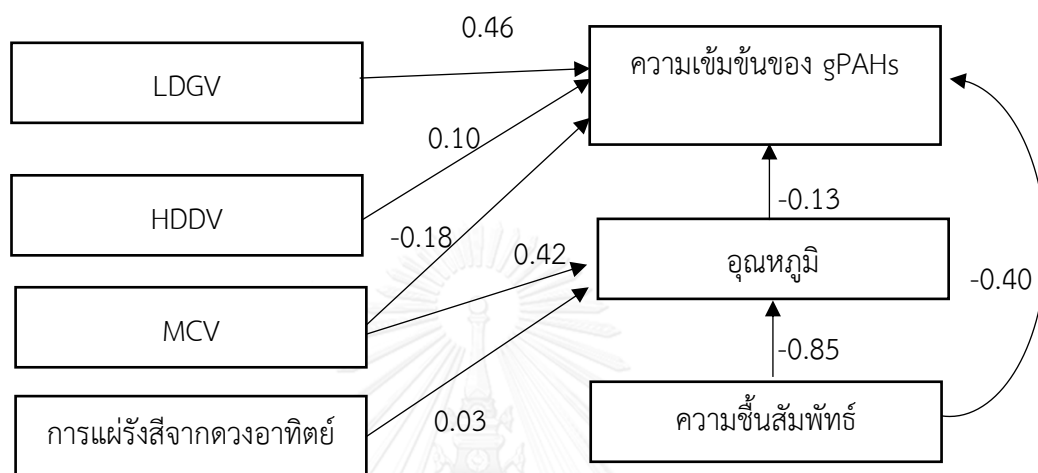 0.46
LDGV
ความเข้มข้นของ gPAHs
0.10
HDDV
-0.13
-0.18
0.42
อุณหภูมิ
-0.40
MCV
-0.85
การแผ่รังสีจากดวงอาทิตย์
0.03
ความชื้นสัมพัทธ์